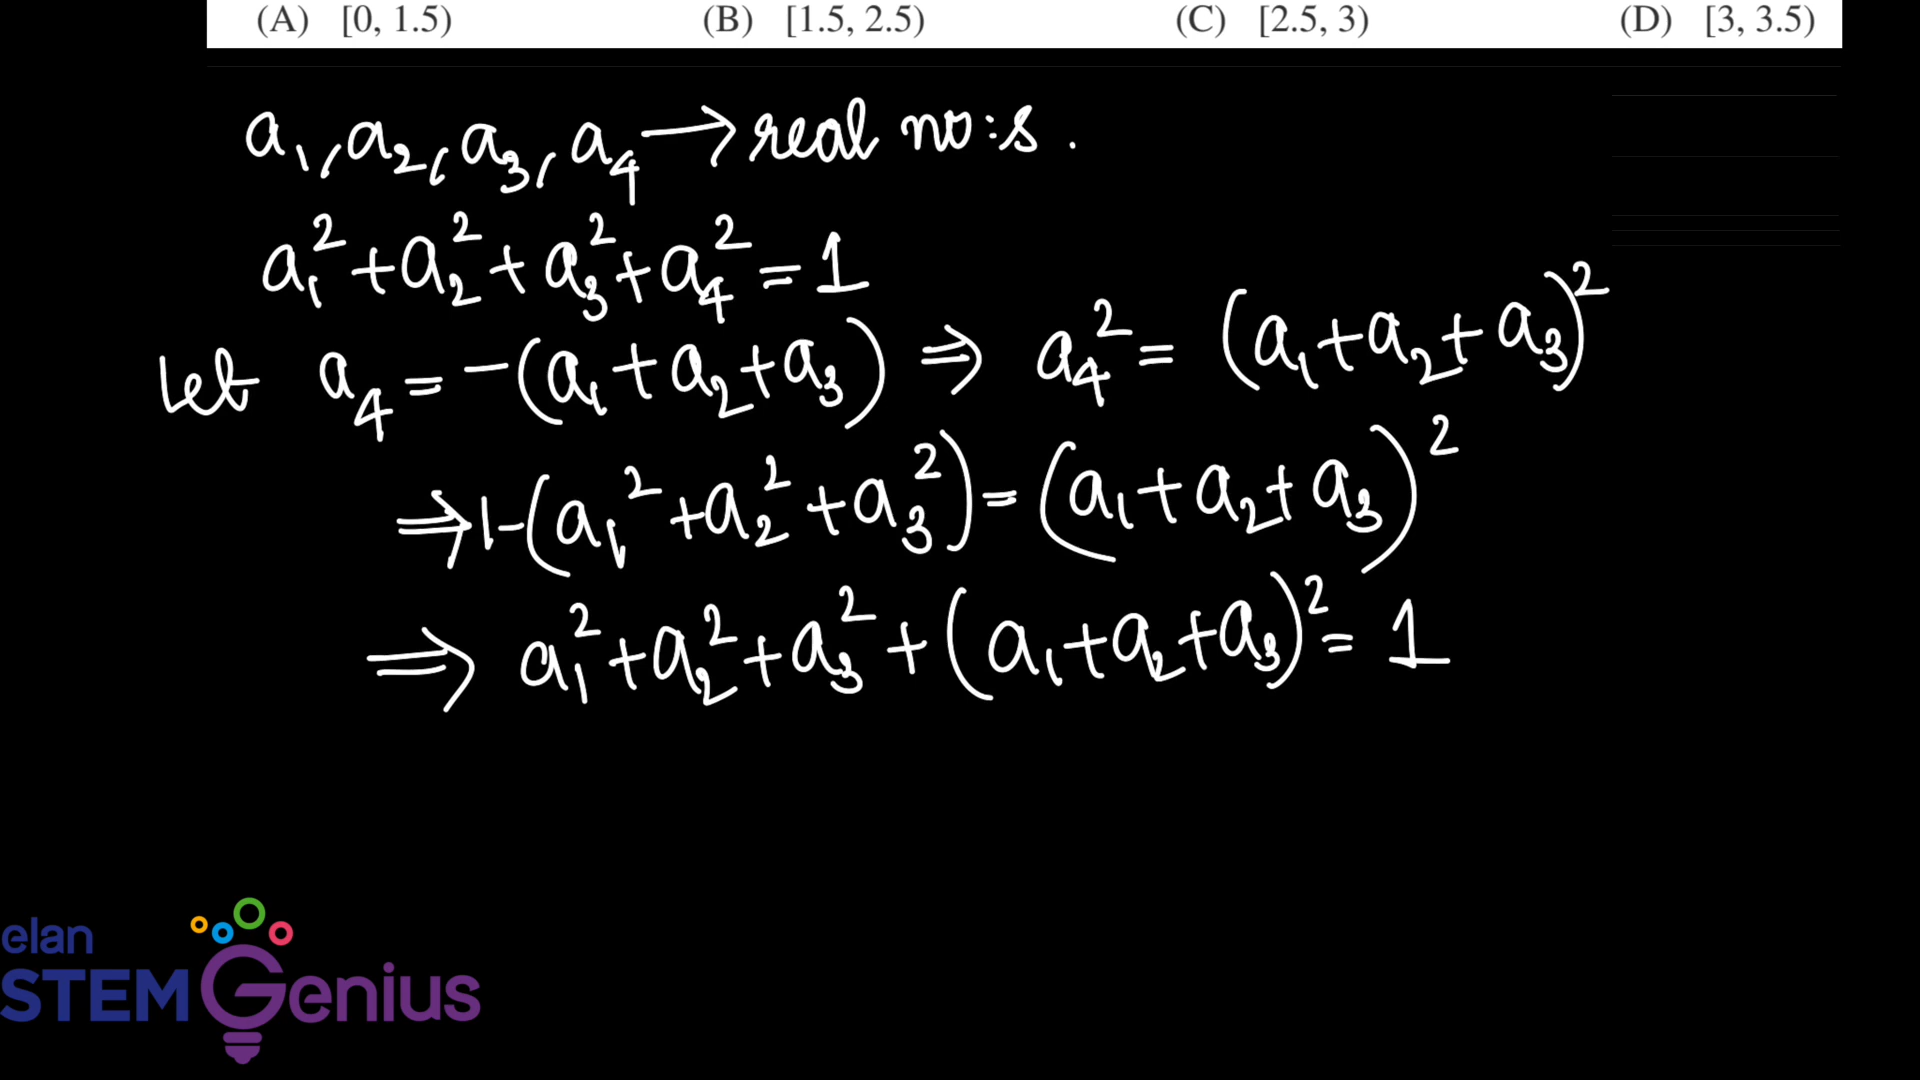 (A) [0, 1.5) (B) [1.5, 2.5) (C) [2.5, 3) (D) [3, 3.5)
a₁, a₂, a₃, a₄ → real no:s.
a₁² + a₂² + a₃² + a₄² = 1
Let a₄ = -(a₁ + a₂ + a₃) ⇒ a₄² = (a₁ + a₂ + a₃)²
⇒ 1 - (a₁² + a₂² + a₃²) = (a₁ + a₂ + a₃)²
⇒ a₁² + a₂² + a₃² + (a₁ + a₂ + a₃)² = 1
elan
STEM Genius